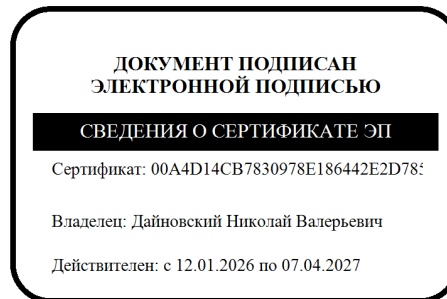 ДОКУМЕНТ ПОДПИСАН
ЭЛЕКТРОННОЙ ПОДПИСЬЮ
СВЕДЕНИЯ О СЕРТИФИКАТЕ ЭП
Сертификат: 00A4D14CB7830978E186442E2D785
Владелец: Дайновский Николай Валерьевич
Действителен: с 12.01.2026 по 07.04.2027